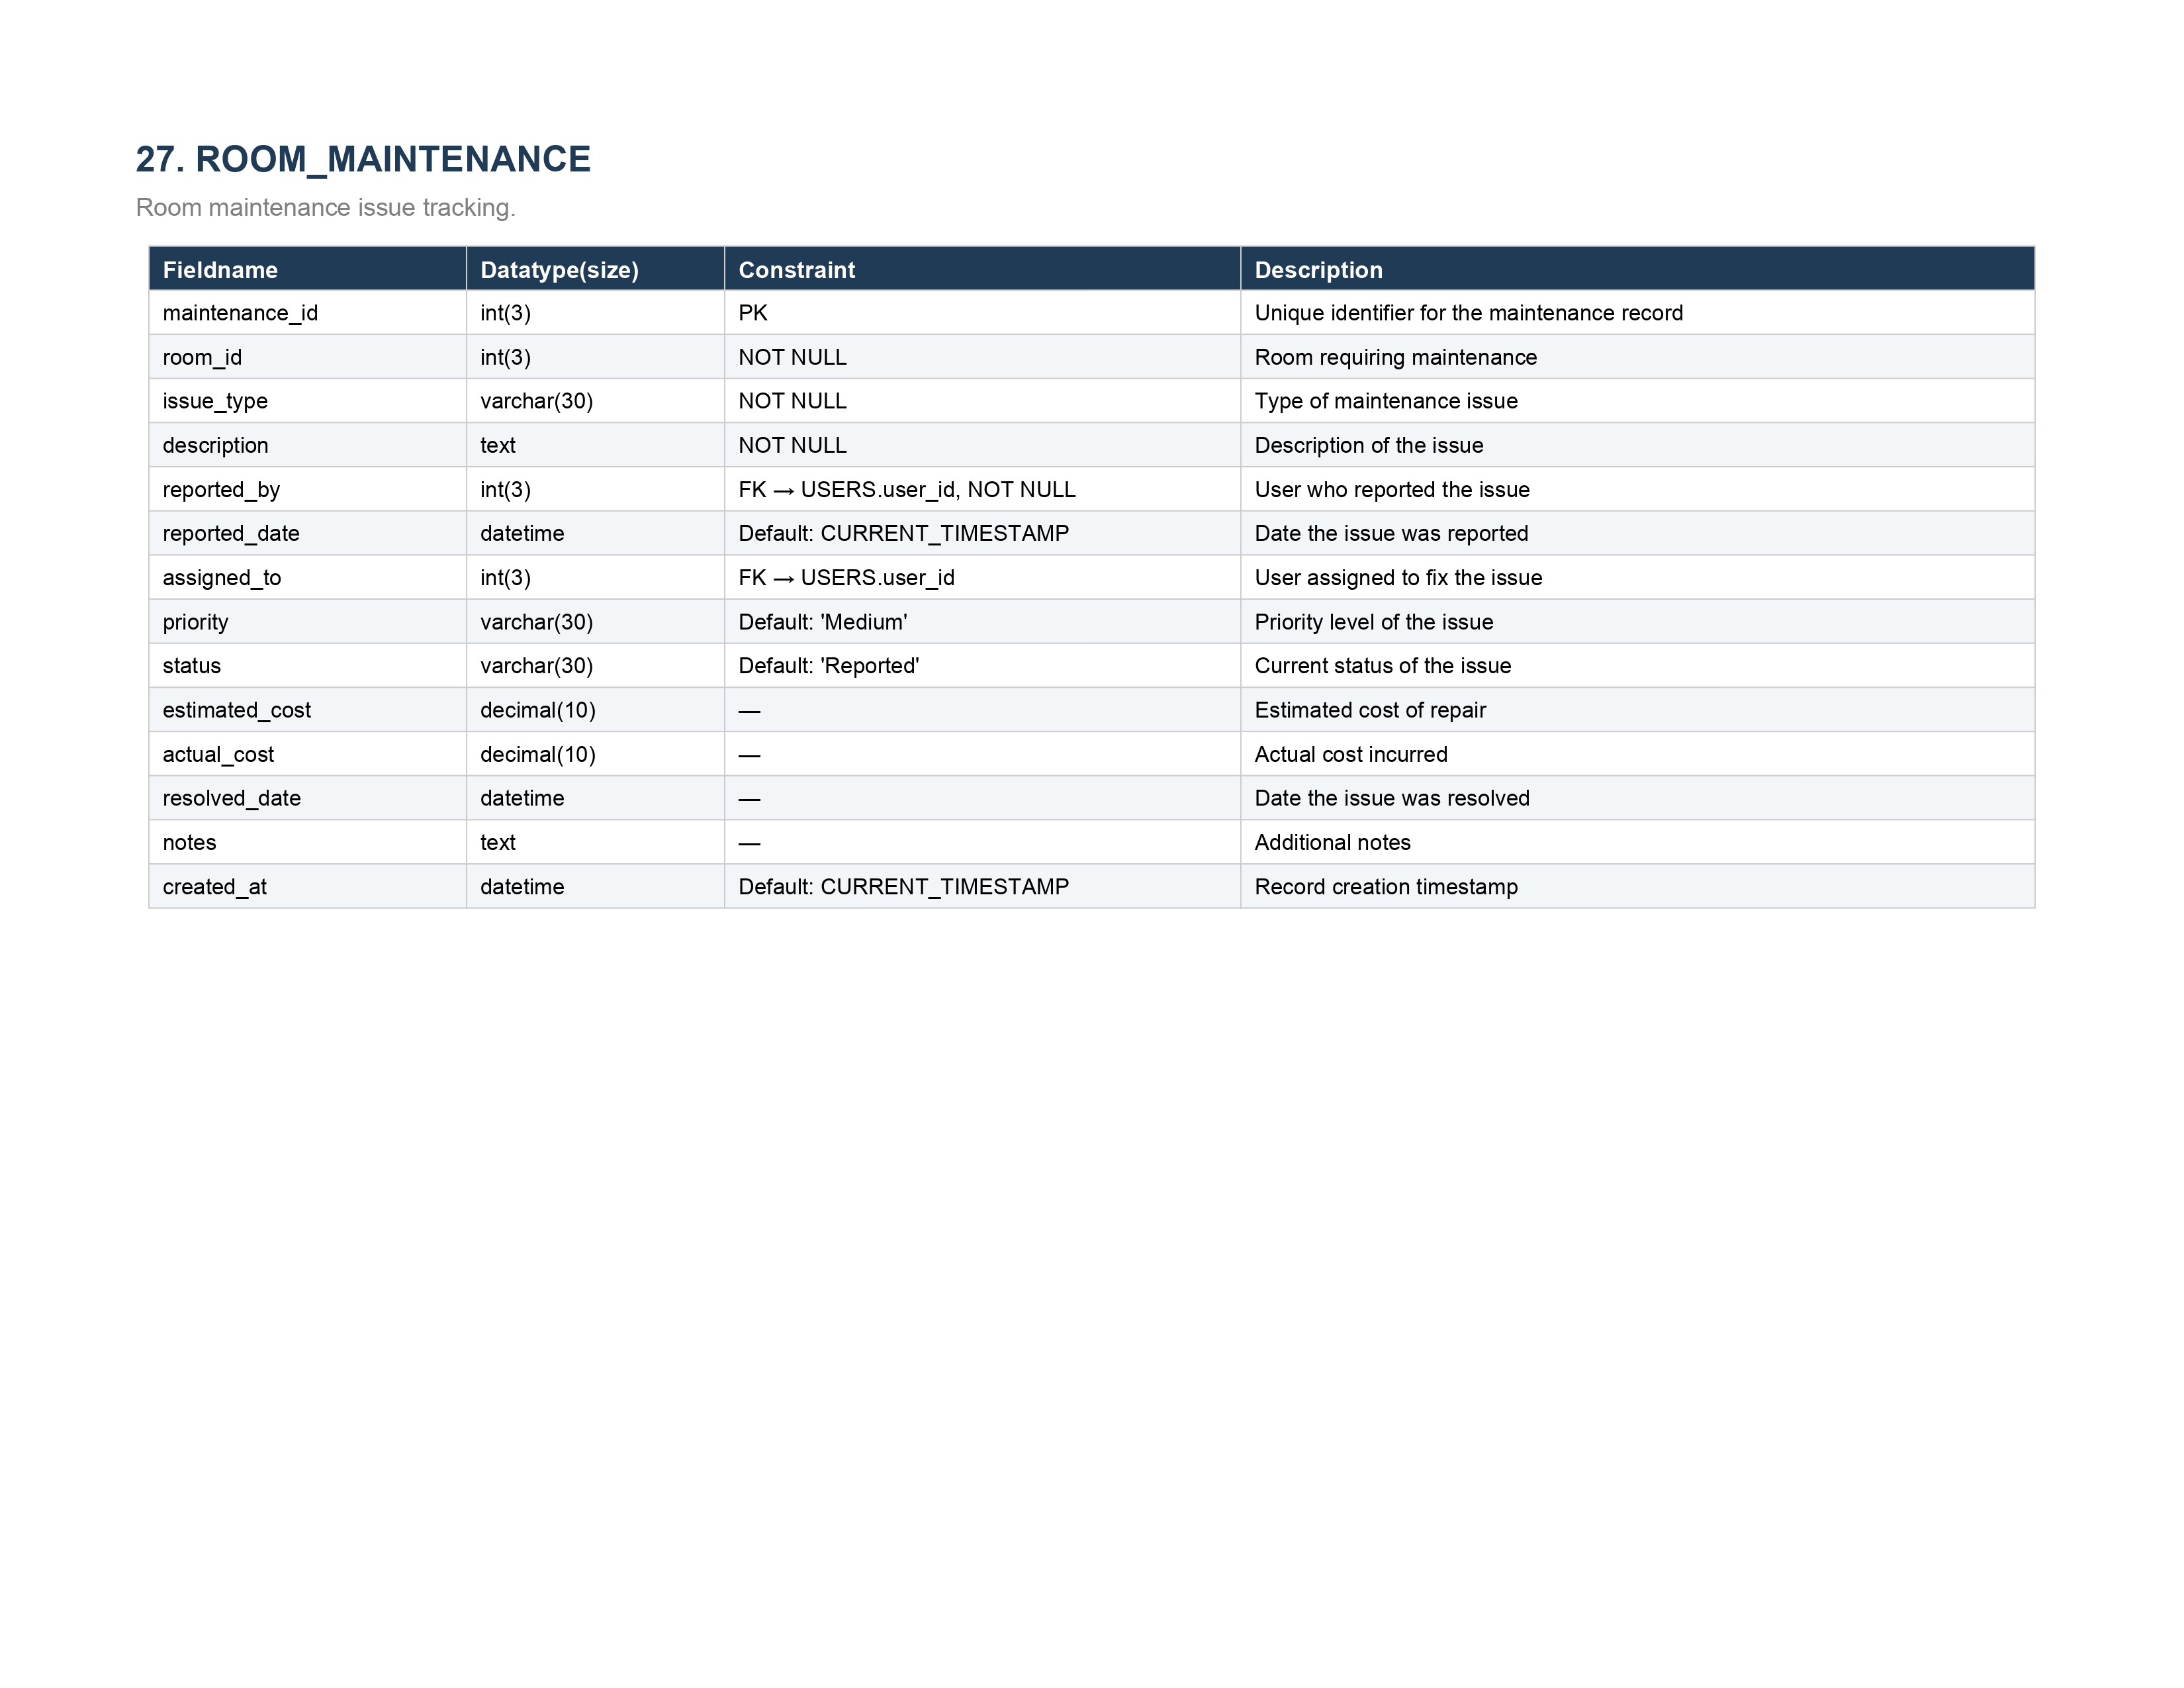 27. ROOM_MAINTENANCE
Room maintenance issue tracking.
Fieldname Datatype(size) Constraint Description
maintenance_id int(3) PK Unique identifier for the maintenance record
room_id int(3) NOT NULL Room requiring maintenance
issue_type varchar(30) NOT NULL Type of maintenance issue
description text NOT NULL Description of the issue
reported_by int(3) FK → USERS.user_id, NOT NULL User who reported the issue
reported_date datetime Default: CURRENT_TIMESTAMP Date the issue was reported
assigned_to int(3) FK → USERS.user_id User assigned to fix the issue
priority varchar(30) Default: 'Medium' Priority level of the issue
status varchar(30) Default: 'Reported' Current status of the issue
estimated_cost decimal(10) — Estimated cost of repair
actual_cost decimal(10) — Actual cost incurred
resolved_date datetime — Date the issue was resolved
notes text — Additional notes
created_at datetime Default: CURRENT_TIMESTAMP Record creation timestamp